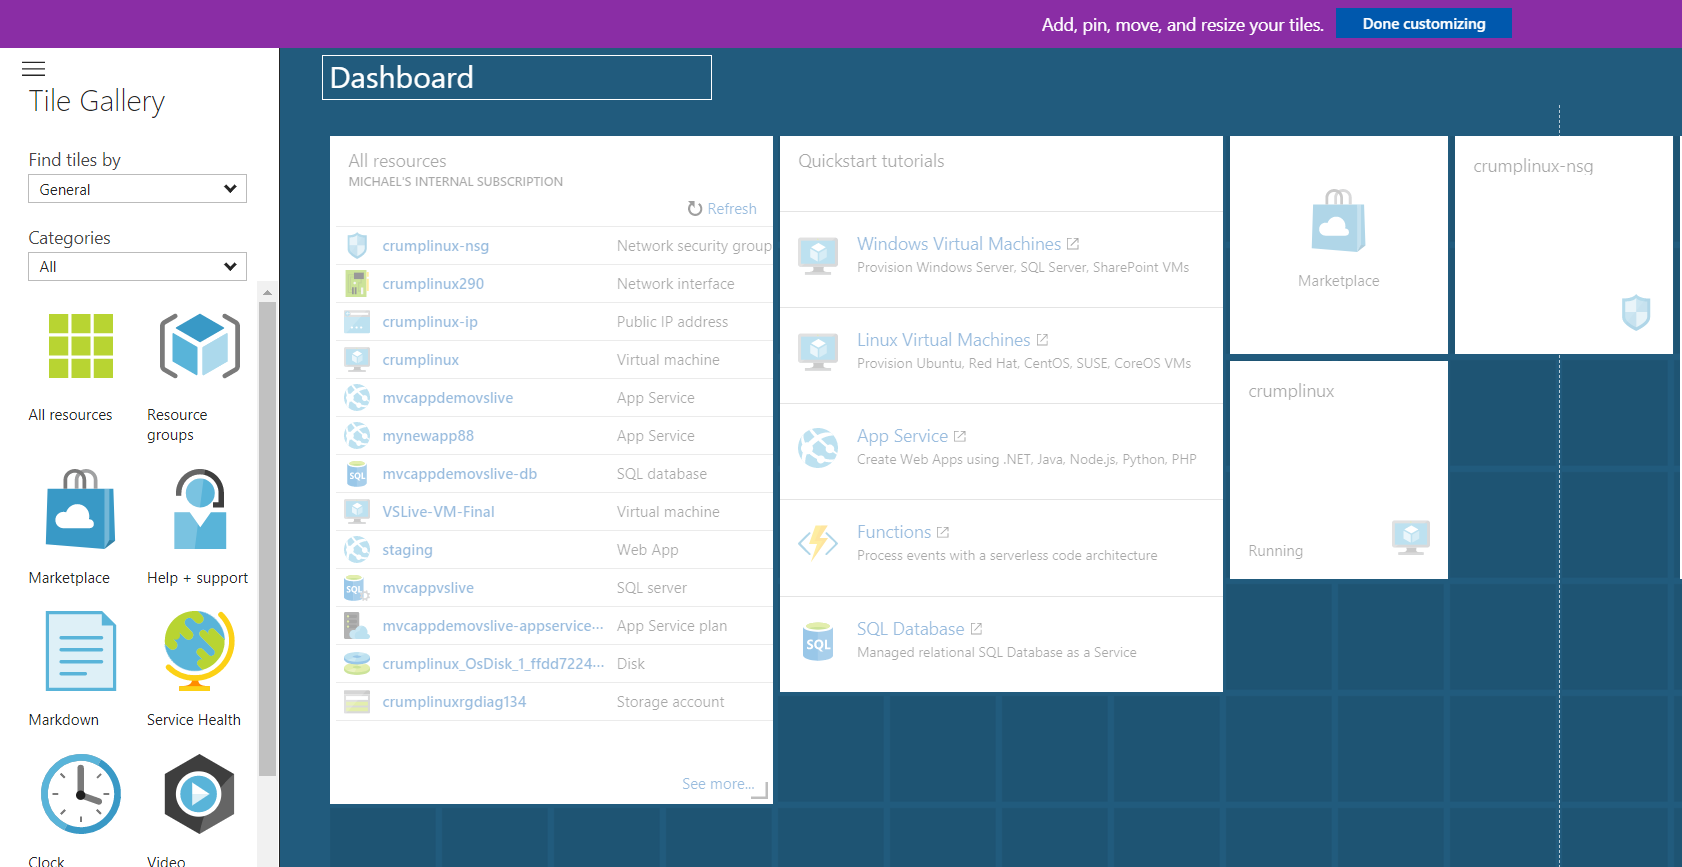 Add, pin, move, and resize your tiles.
Done customizing
Tile Gallery
Find tiles by
General
Categories
All
All resources
Resource
groups
Marketplace
Help + support
Markdown
Service Health
Clock
Video
Dashboard
All resources
MICHAEL'S INTERNAL SUBSCRIPTION
Refresh
crumplinux-nsg Network security group
crumplinux290 Network interface
crumplinux-ip Public IP address
crumplinux Virtual machine
mvcappdemovslive App Service
mynewapp88 App Service
mvcappdemovslive-db SQL database
VSLive-VM-Final Virtual machine
staging Web App
mvcappvslive SQL server
mvcappdemovslive-appservice··· App Service plan
crumplinux_OsDisk_1_ffdd7224··· Disk
crumplinuxrgdiag134 Storage account
See more...
Quickstart tutorials
Windows Virtual Machines
Provision Windows Server, SQL Server, SharePoint VMs
Linux Virtual Machines
Provision Ubuntu, Red Hat, CentOS, SUSE, CoreOS VMs
App Service
Create Web Apps using .NET, Java, Node.js, Python, PHP
Functions
Process events with a serverless code architecture
SQL
SQL Database
Managed relational SQL Database as a Service
Marketplace
crumplinux-nsg
crumplinux
Running